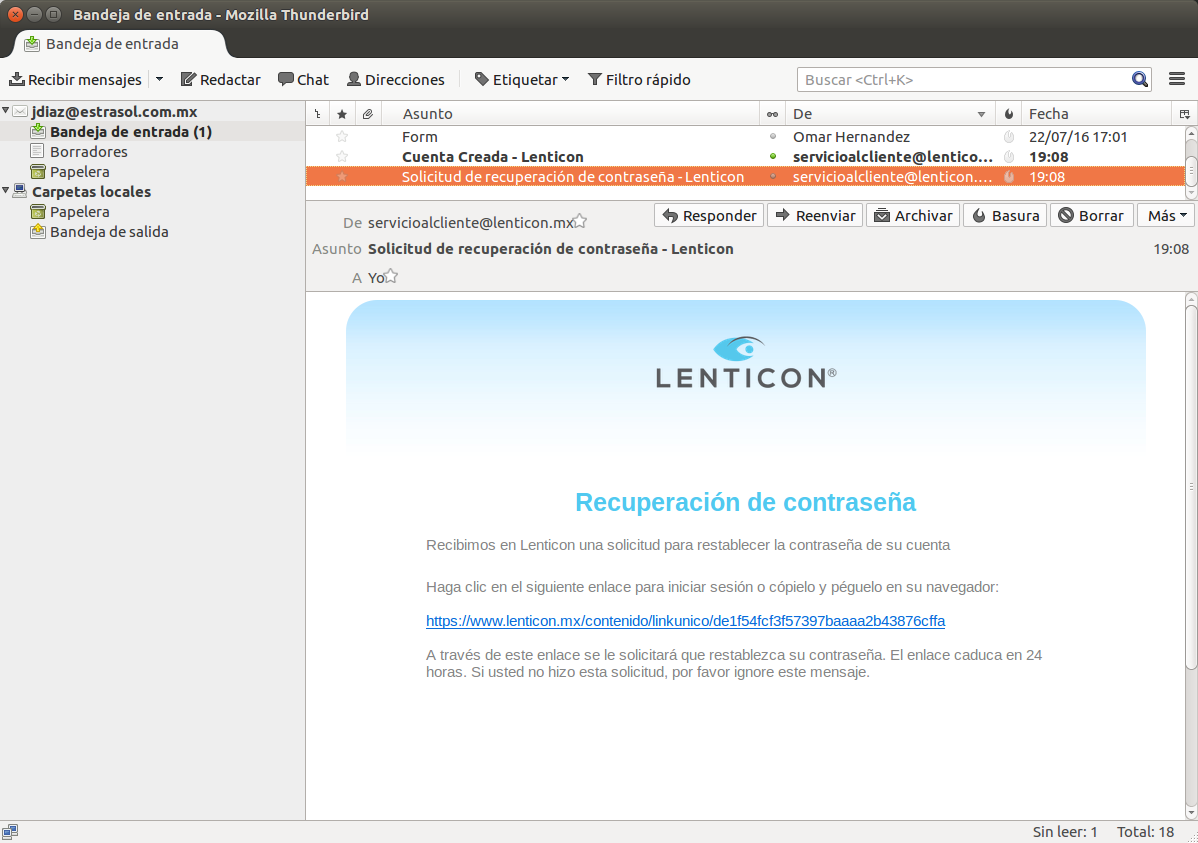 Bandeja de entrada - Mozilla Thunderbird
Bandeja de entrada
Recibir mensajes Redactar Chat Direcciones Etiquetar Filtro rápido Buscar <Ctrl+K>
jdiaz@estrasol.com.mx
Bandeja de entrada (1)
Borradores
Papelera
Carpetas locales
Papelera
Bandeja de salida
Asunto De Fecha
Form Omar Hernandez 22/07/16 17:01
Cuenta Creada - Lenticon servicioalcliente@lentico... 19:08
Solicitud de recuperación de contraseña - Lenticon servicioalcliente@lenticon.... 19:08
De servicioalcliente@lenticon.mx Responder Reenviar Archivar Basura Borrar Más
Asunto Solicitud de recuperación de contraseña - Lenticon 19:08
A Yo
LENTICON®
Recuperación de contraseña
Recibimos en Lenticon una solicitud para restablecer la contraseña de su cuenta
Haga clic en el siguiente enlace para iniciar sesión o cópielo y péguelo en su navegador:
https://www.lenticon.mx/contenido/linkunico/de1f54fcf3f57397baaaa2b43876cffa
A través de este enlace se le solicitará que restablezca su contraseña. El enlace caduca en 24
horas. Si usted no hizo esta solicitud, por favor ignore este mensaje.
Sin leer: 1 Total: 18